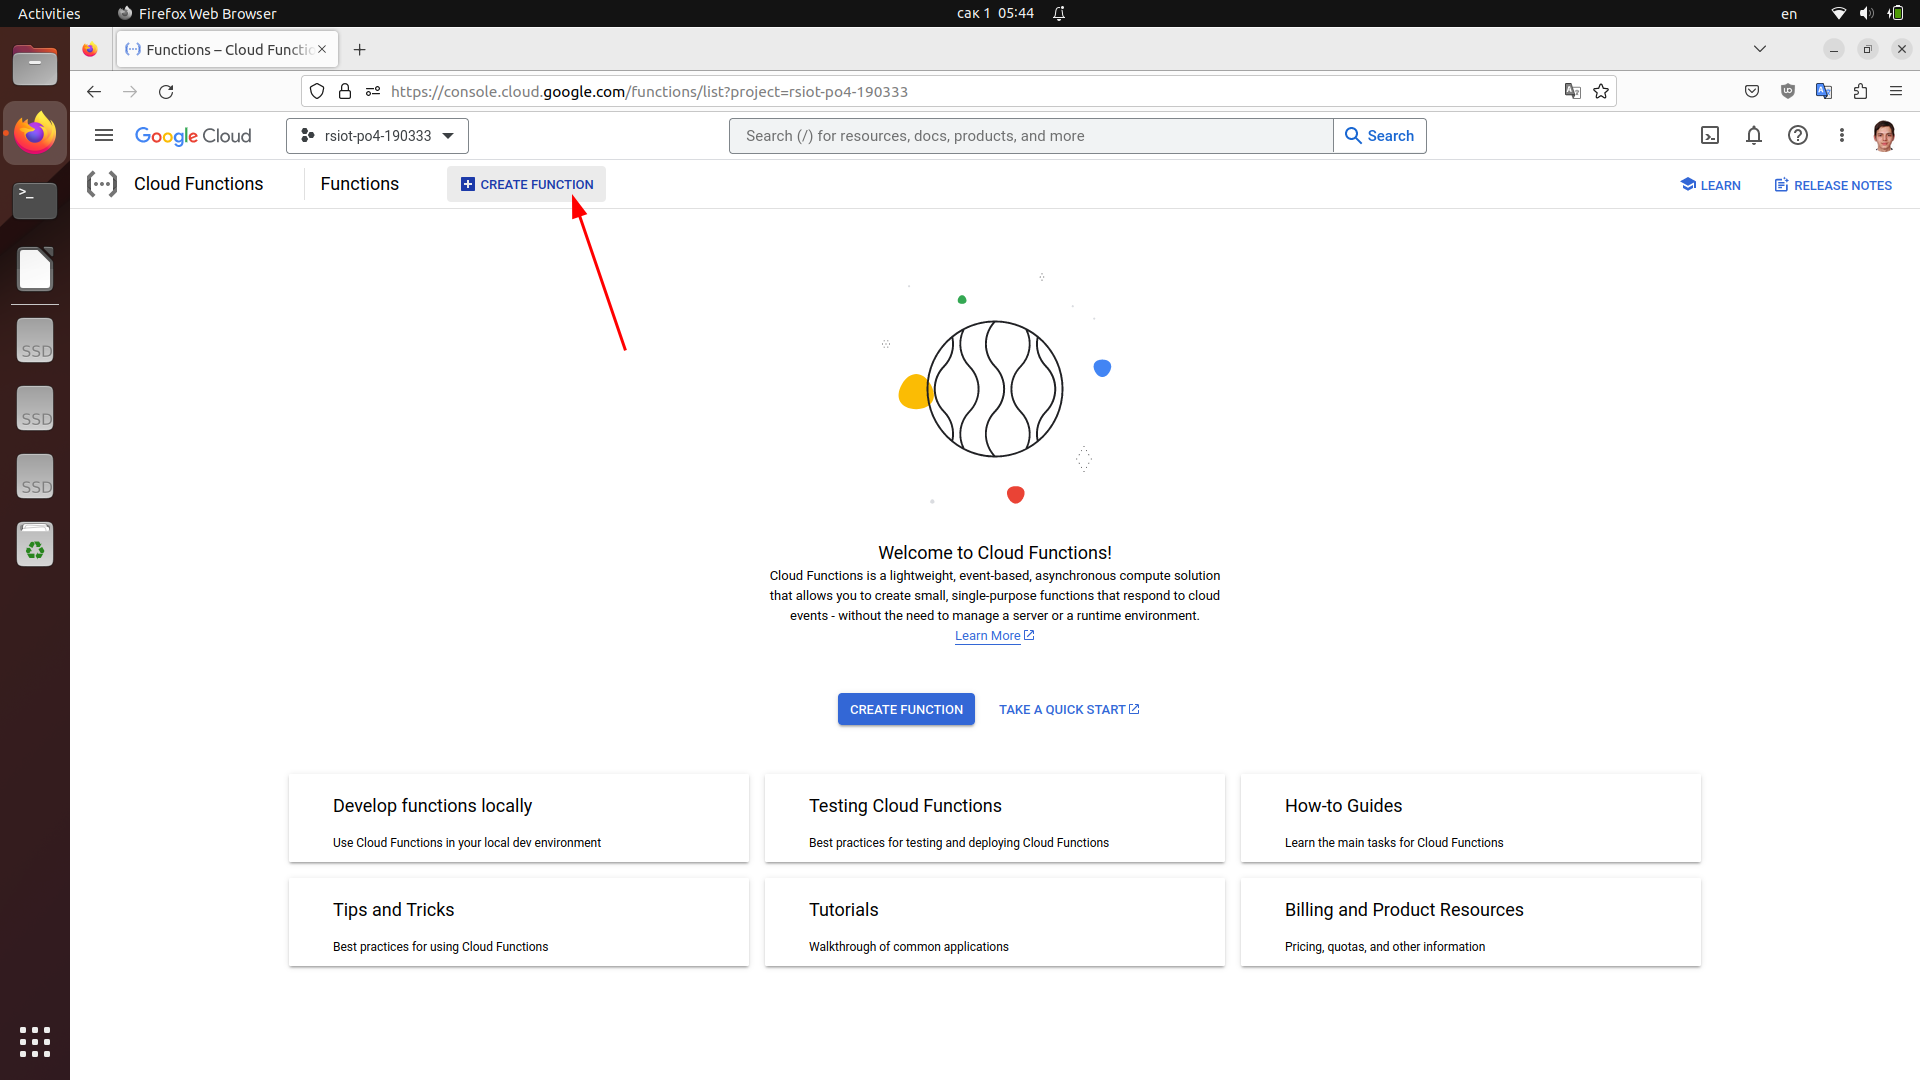 Activities
Firefox Web Browser
сак 1 05:44
en
Functions – Cloud Functio
https://console.cloud.google.com/functions/list?project=rsiot-po4-190333
Google Cloud
rsiot-po4-190333
Search (/) for resources, docs, products, and more
Search
Cloud Functions
Functions
CREATE FUNCTION
LEARN
RELEASE NOTES
SSD
SSD
SSD
Welcome to Cloud Functions!
Cloud Functions is a lightweight, event-based, asynchronous compute solution
that allows you to create small, single-purpose functions that respond to cloud
events - without the need to manage a server or a runtime environment.
Learn More
CREATE FUNCTION
TAKE A QUICK START
Develop functions locally
Use Cloud Functions in your local dev environment
Testing Cloud Functions
Best practices for testing and deploying Cloud Functions
How-to Guides
Learn the main tasks for Cloud Functions
Tips and Tricks
Best practices for using Cloud Functions
Tutorials
Walkthrough of common applications
Billing and Product Resources
Pricing, quotas, and other information